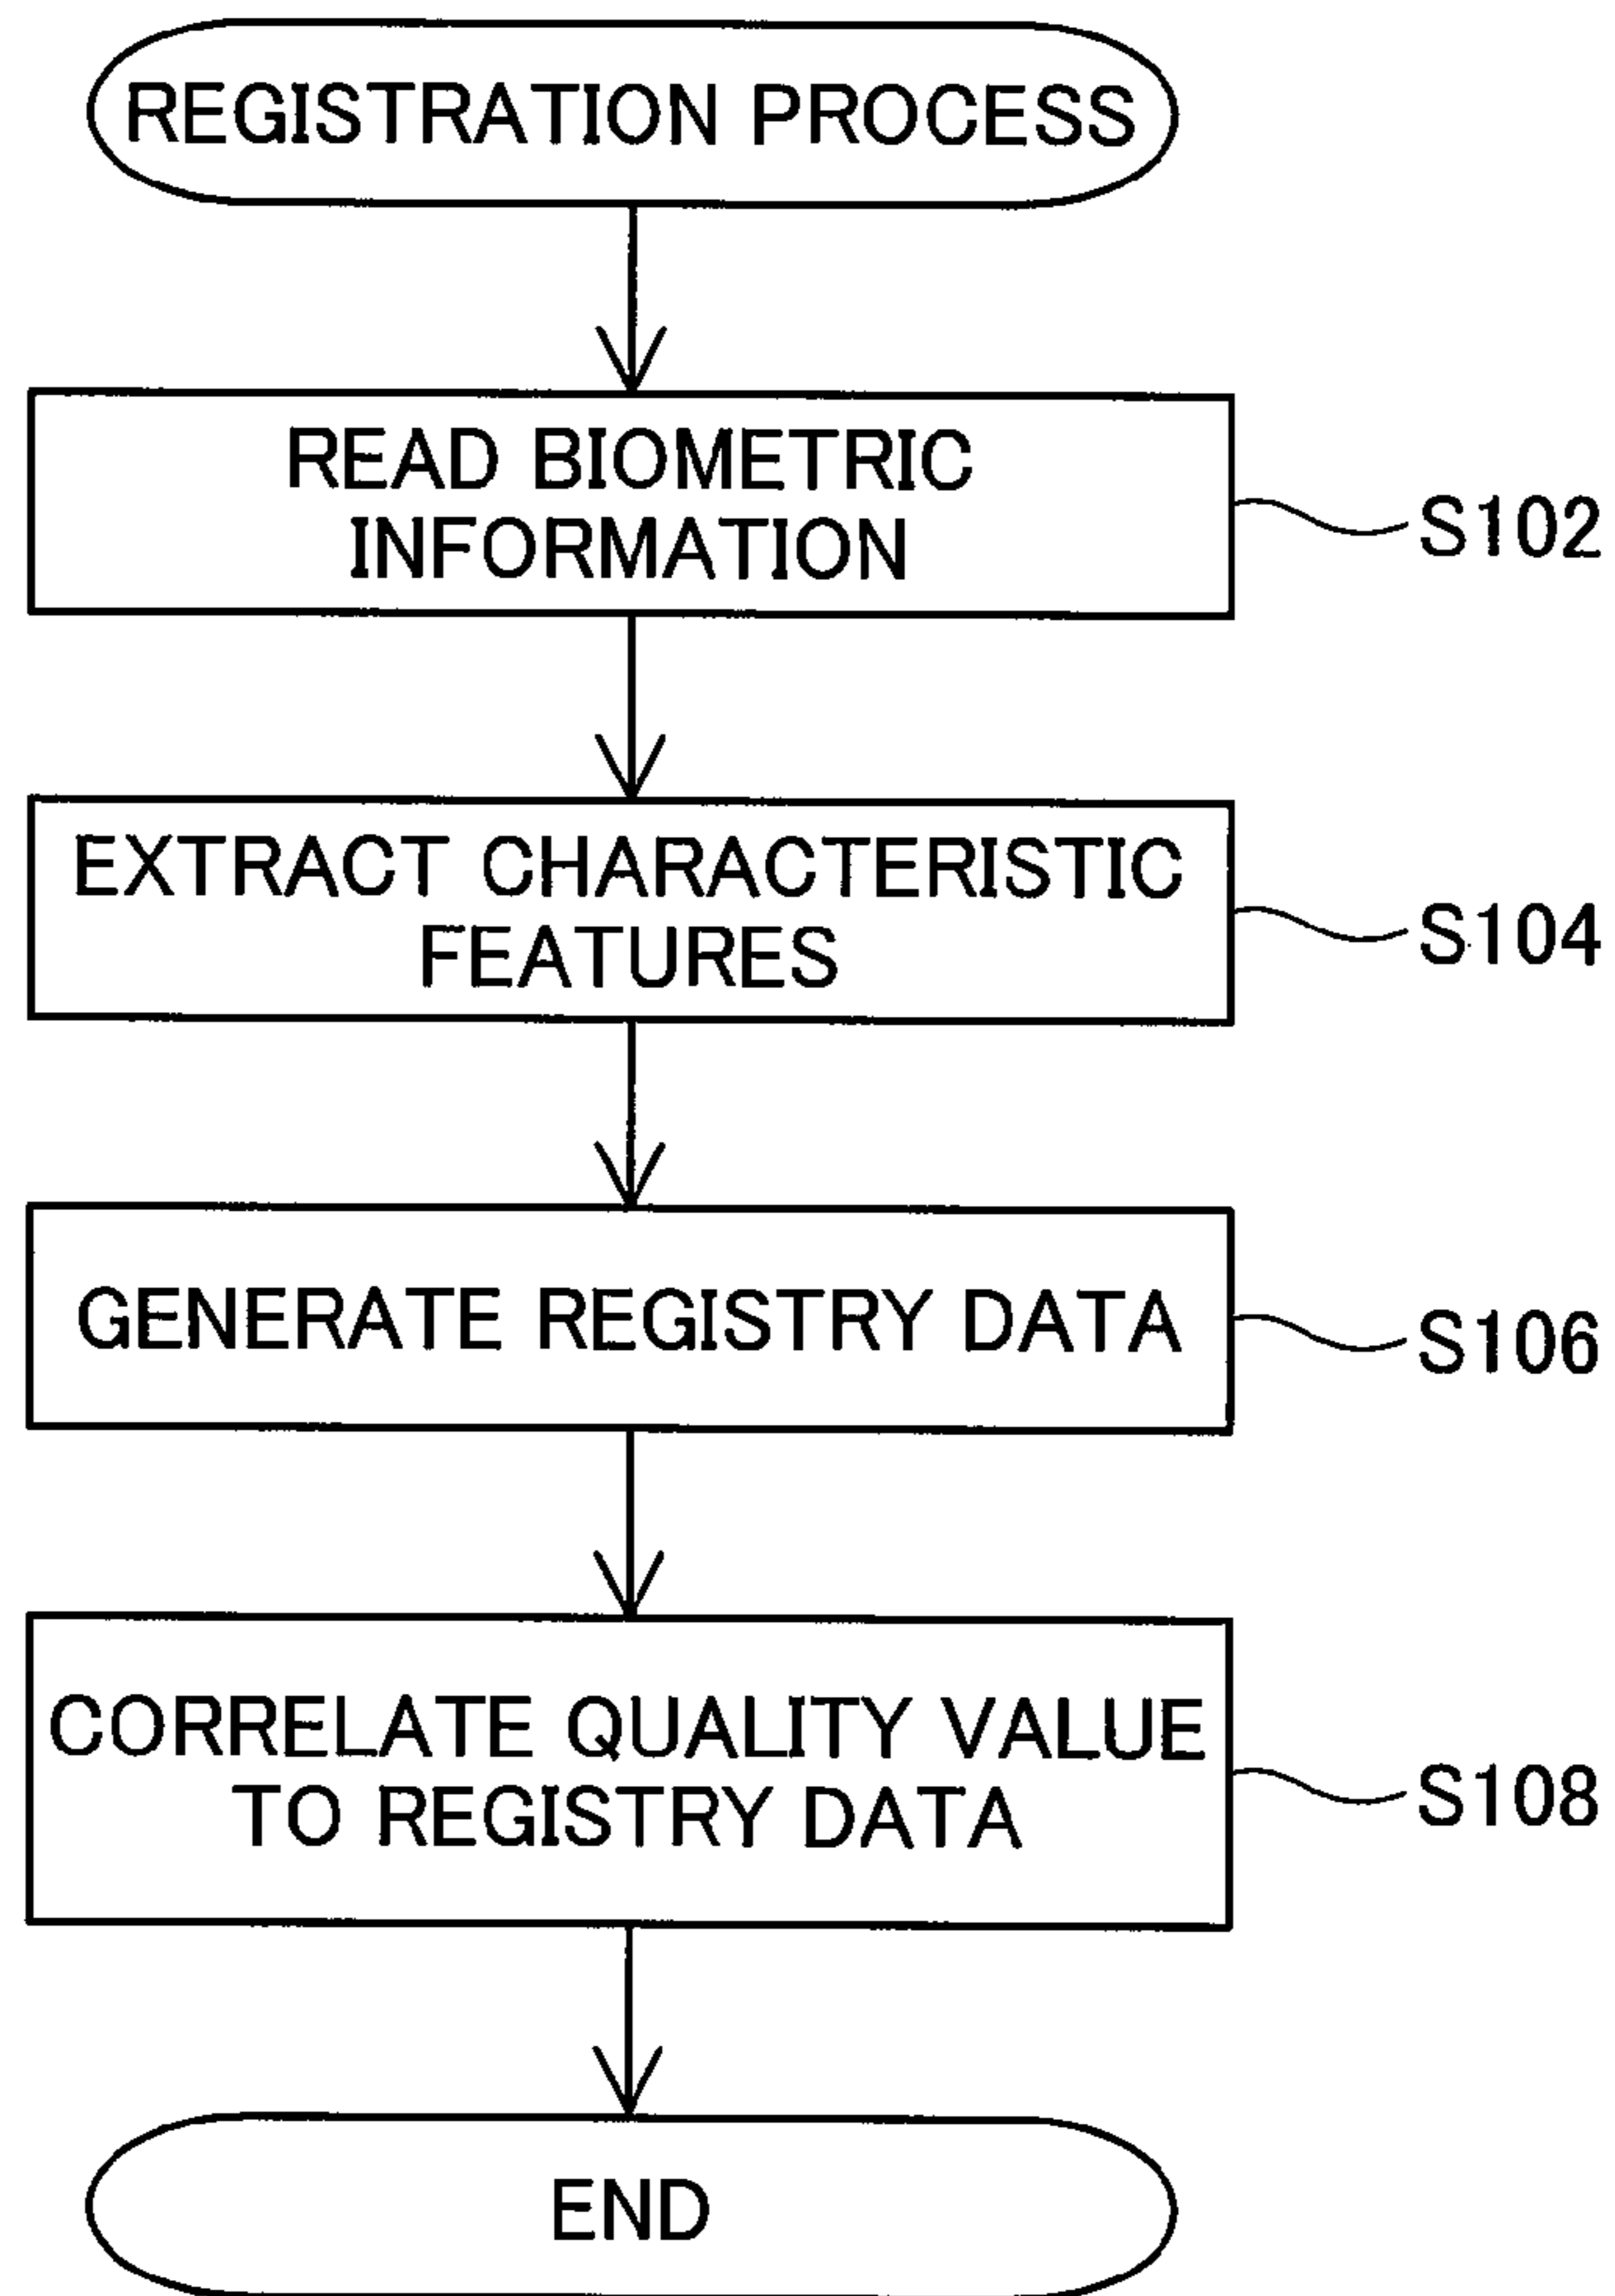 REGISTRATION PROCESS
READ BIOMETRIC
INFORMATION
S102
EXTRACT CHARACTERISTIC
FEATURES
S104
GENERATE REGISTRY DATA
S106
CORRELATE QUALITY VALUE
TO REGISTRY DATA
S108
END